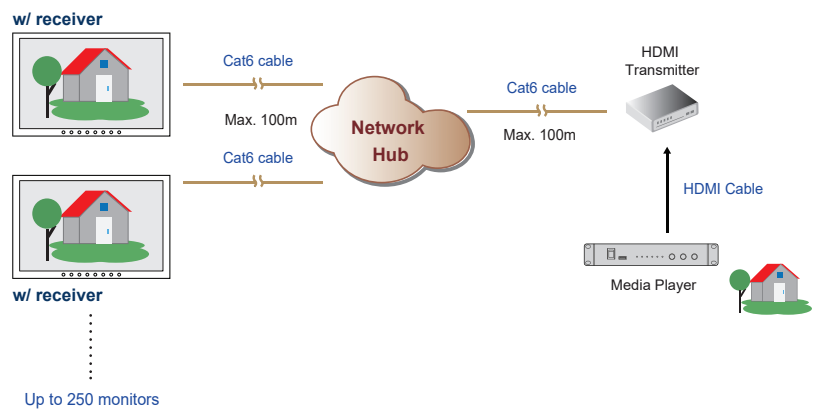 w/ receiver
Cat6 cable
Max. 100m
Cat6 cable
Network
Hub
Cat6 cable
Max. 100m
HDMI
Transmitter
HDMI Cable
Media Player
w/ receiver
Up to 250 monitors